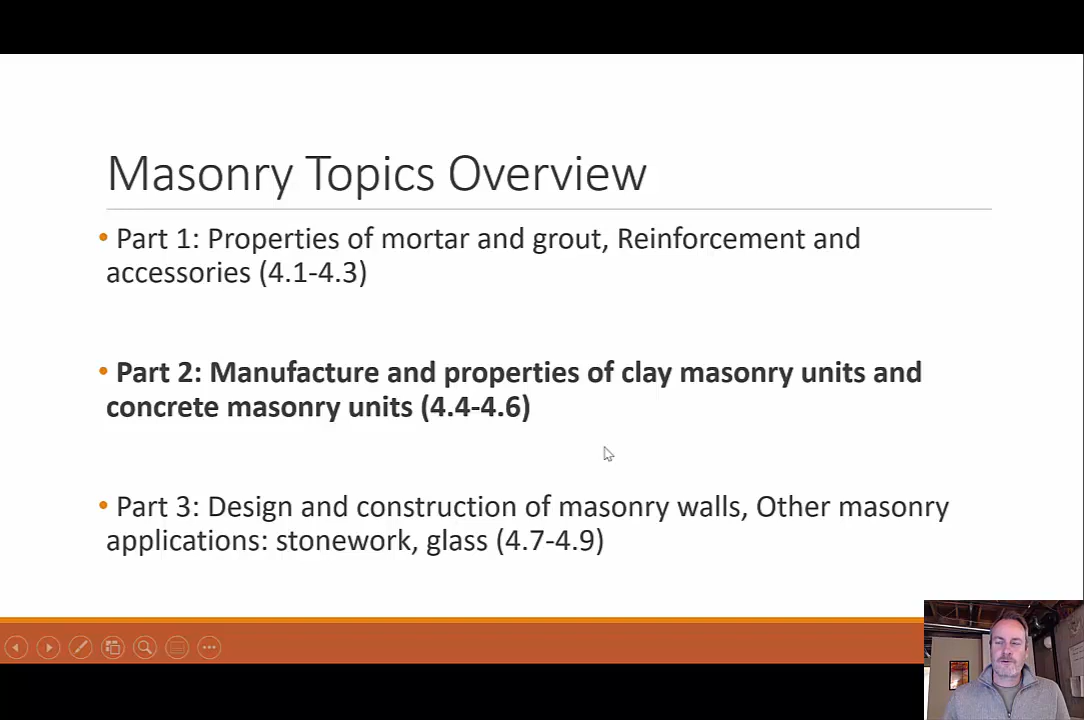 Masonry Topics Overview
• Part 1: Properties of mortar and grout, Reinforcement and
accessories (4.1-4.3)
• Part 2: Manufacture and properties of clay masonry units and
concrete masonry units (4.4-4.6)
• Part 3: Design and construction of masonry walls, Other masonry
applications: stonework, glass (4.7-4.9)